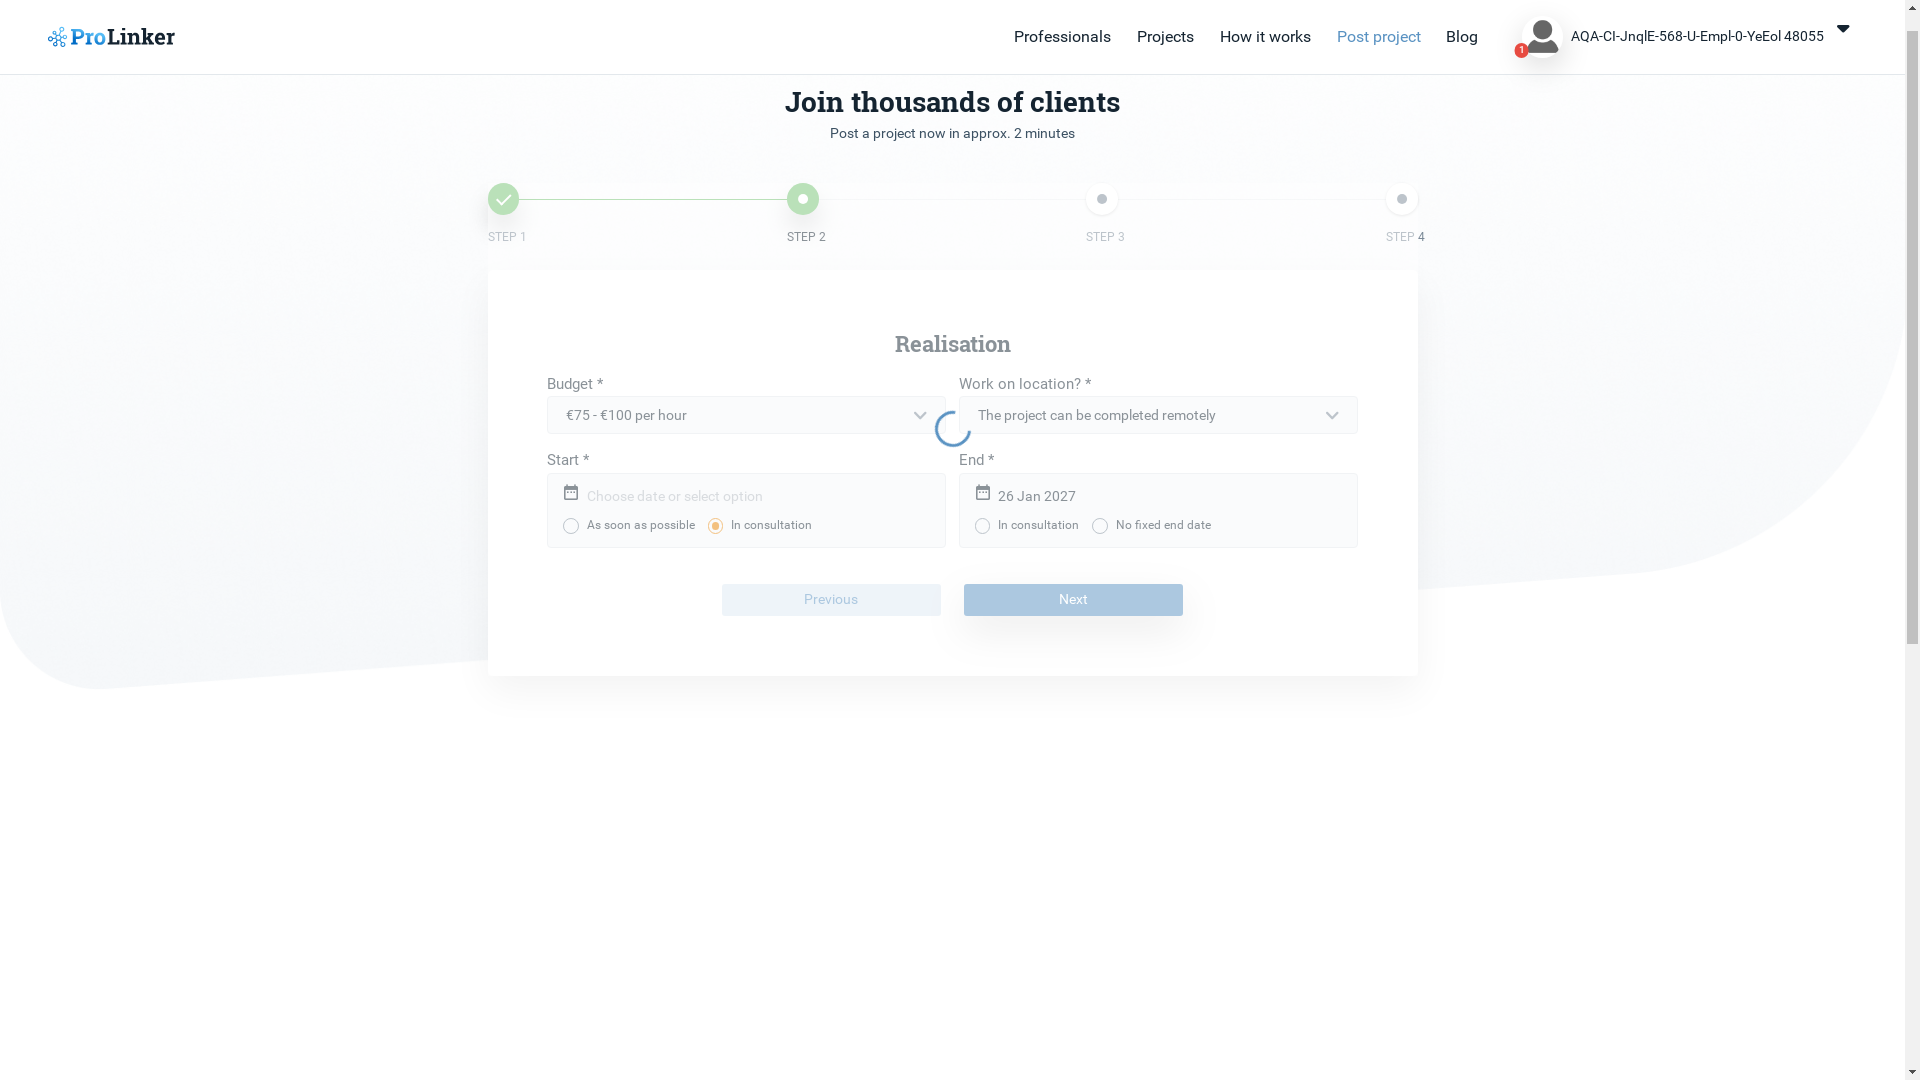 ProLinker
Professionals
Projects
How it works
Post project
Blog
1
AQA-CI-JnqlE-568-U-Empl-0-YeEol 48055
Join thousands of clients
Post a project now in approx. 2 minutes
STEP 1
STEP 2
STEP 3
STEP 4
Realisation
Budget *
Work on location? *
€75 - €100 per hour
The project can be completed remotely
Start *
End *
Choose date or select option
26 Jan 2027
As soon as possible
In consultation
In consultation
No fixed end date
Previous
Next